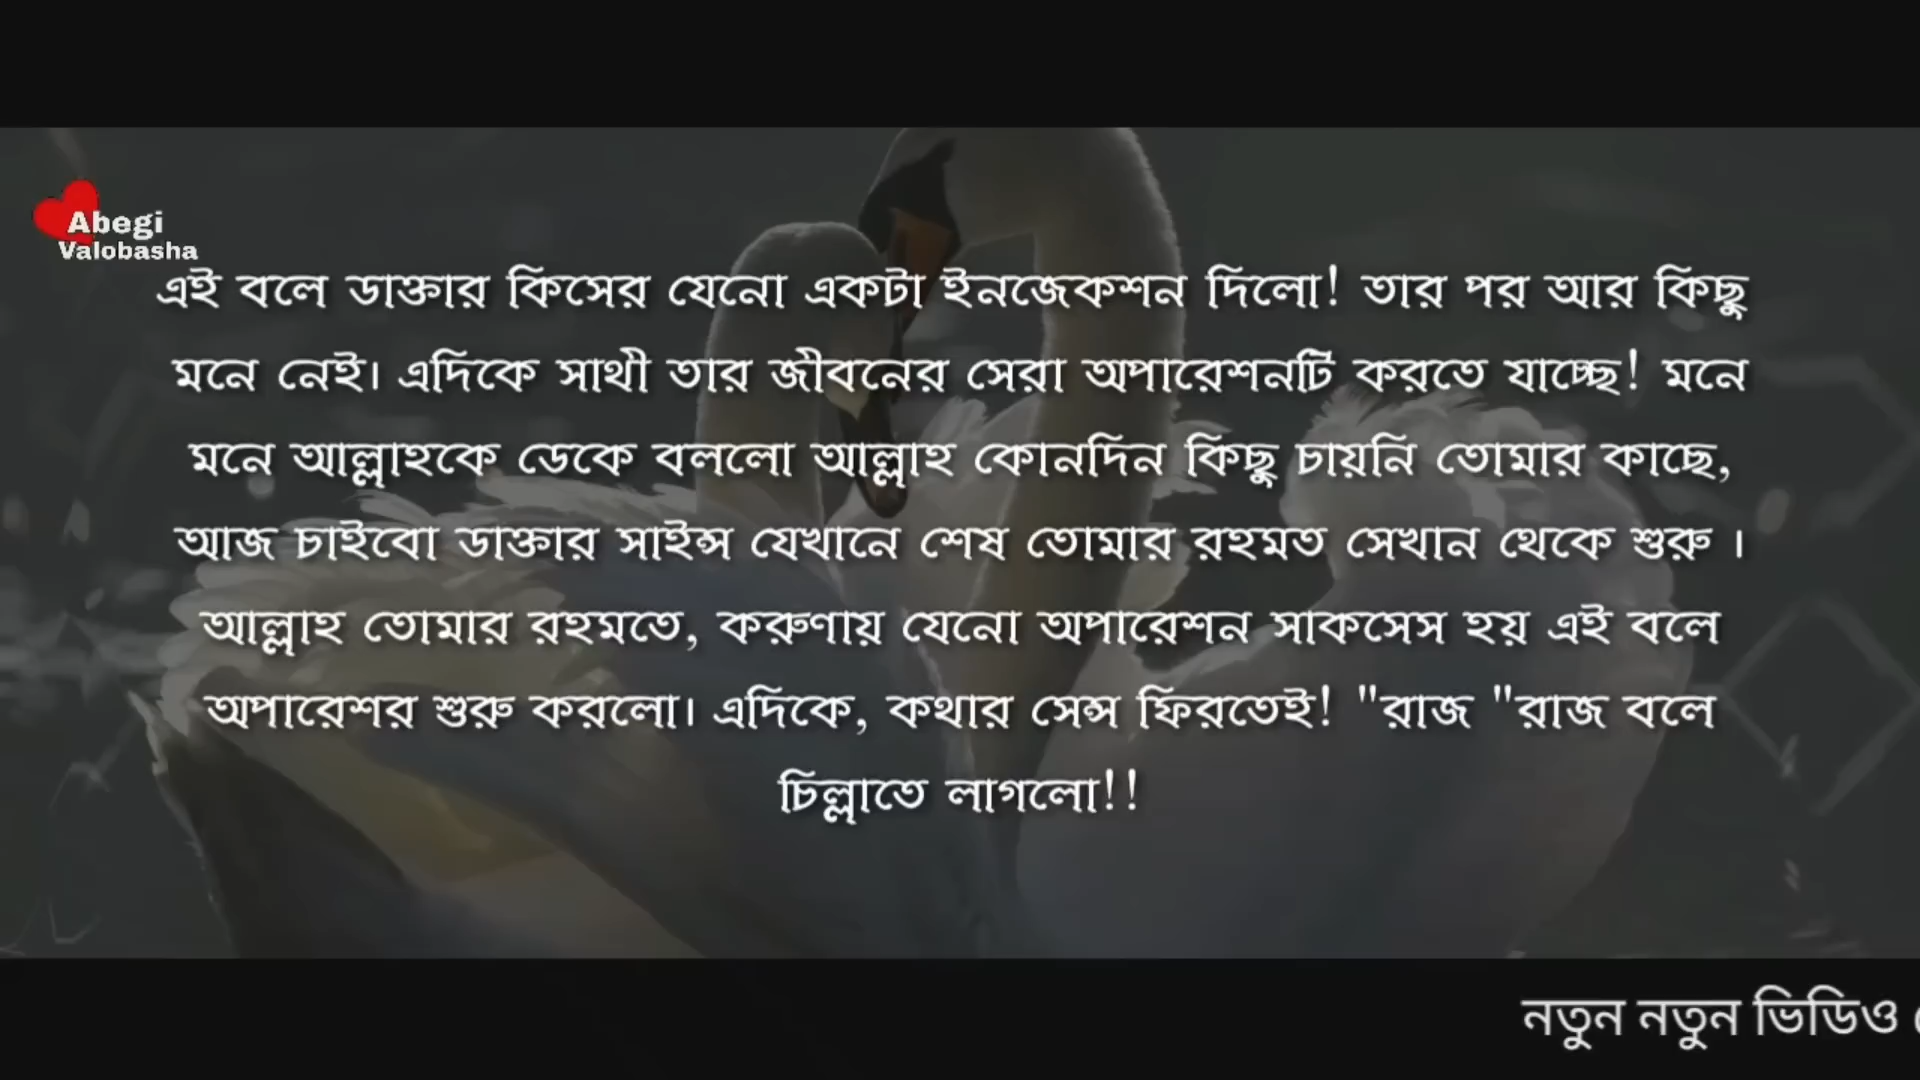 Abegi
Valobasha
এই বলে ডাক্তার কিসের যেনো একটা ইনজেকশন দিলো! তার পর আর কিছু
মনে নেই। এদিকে সাথী তার জীবনের সেরা অপারেশনটি করতে যাচ্ছে! মনে
মনে আল্লাহকে ডেকে বললো আল্লাহ কোনদিন কিছু চায়নি তোমার কাছে,
আজ চাইবো ডাক্তার সাইন্স যেখানে শেষ তোমার রহমত সেখান থেকে শুরু ।
আল্লাহ তোমার রহমতে, করুণায় যেনো অপারেশন সাকসেস হয় এই বলে
অপারেশর শুরু করলো। এদিকে, কথার সেন্স ফিরতেই! "রাজ "রাজ বলে
চিল্লাতে লাগলো!!
নতুন নতুন ভিডিও